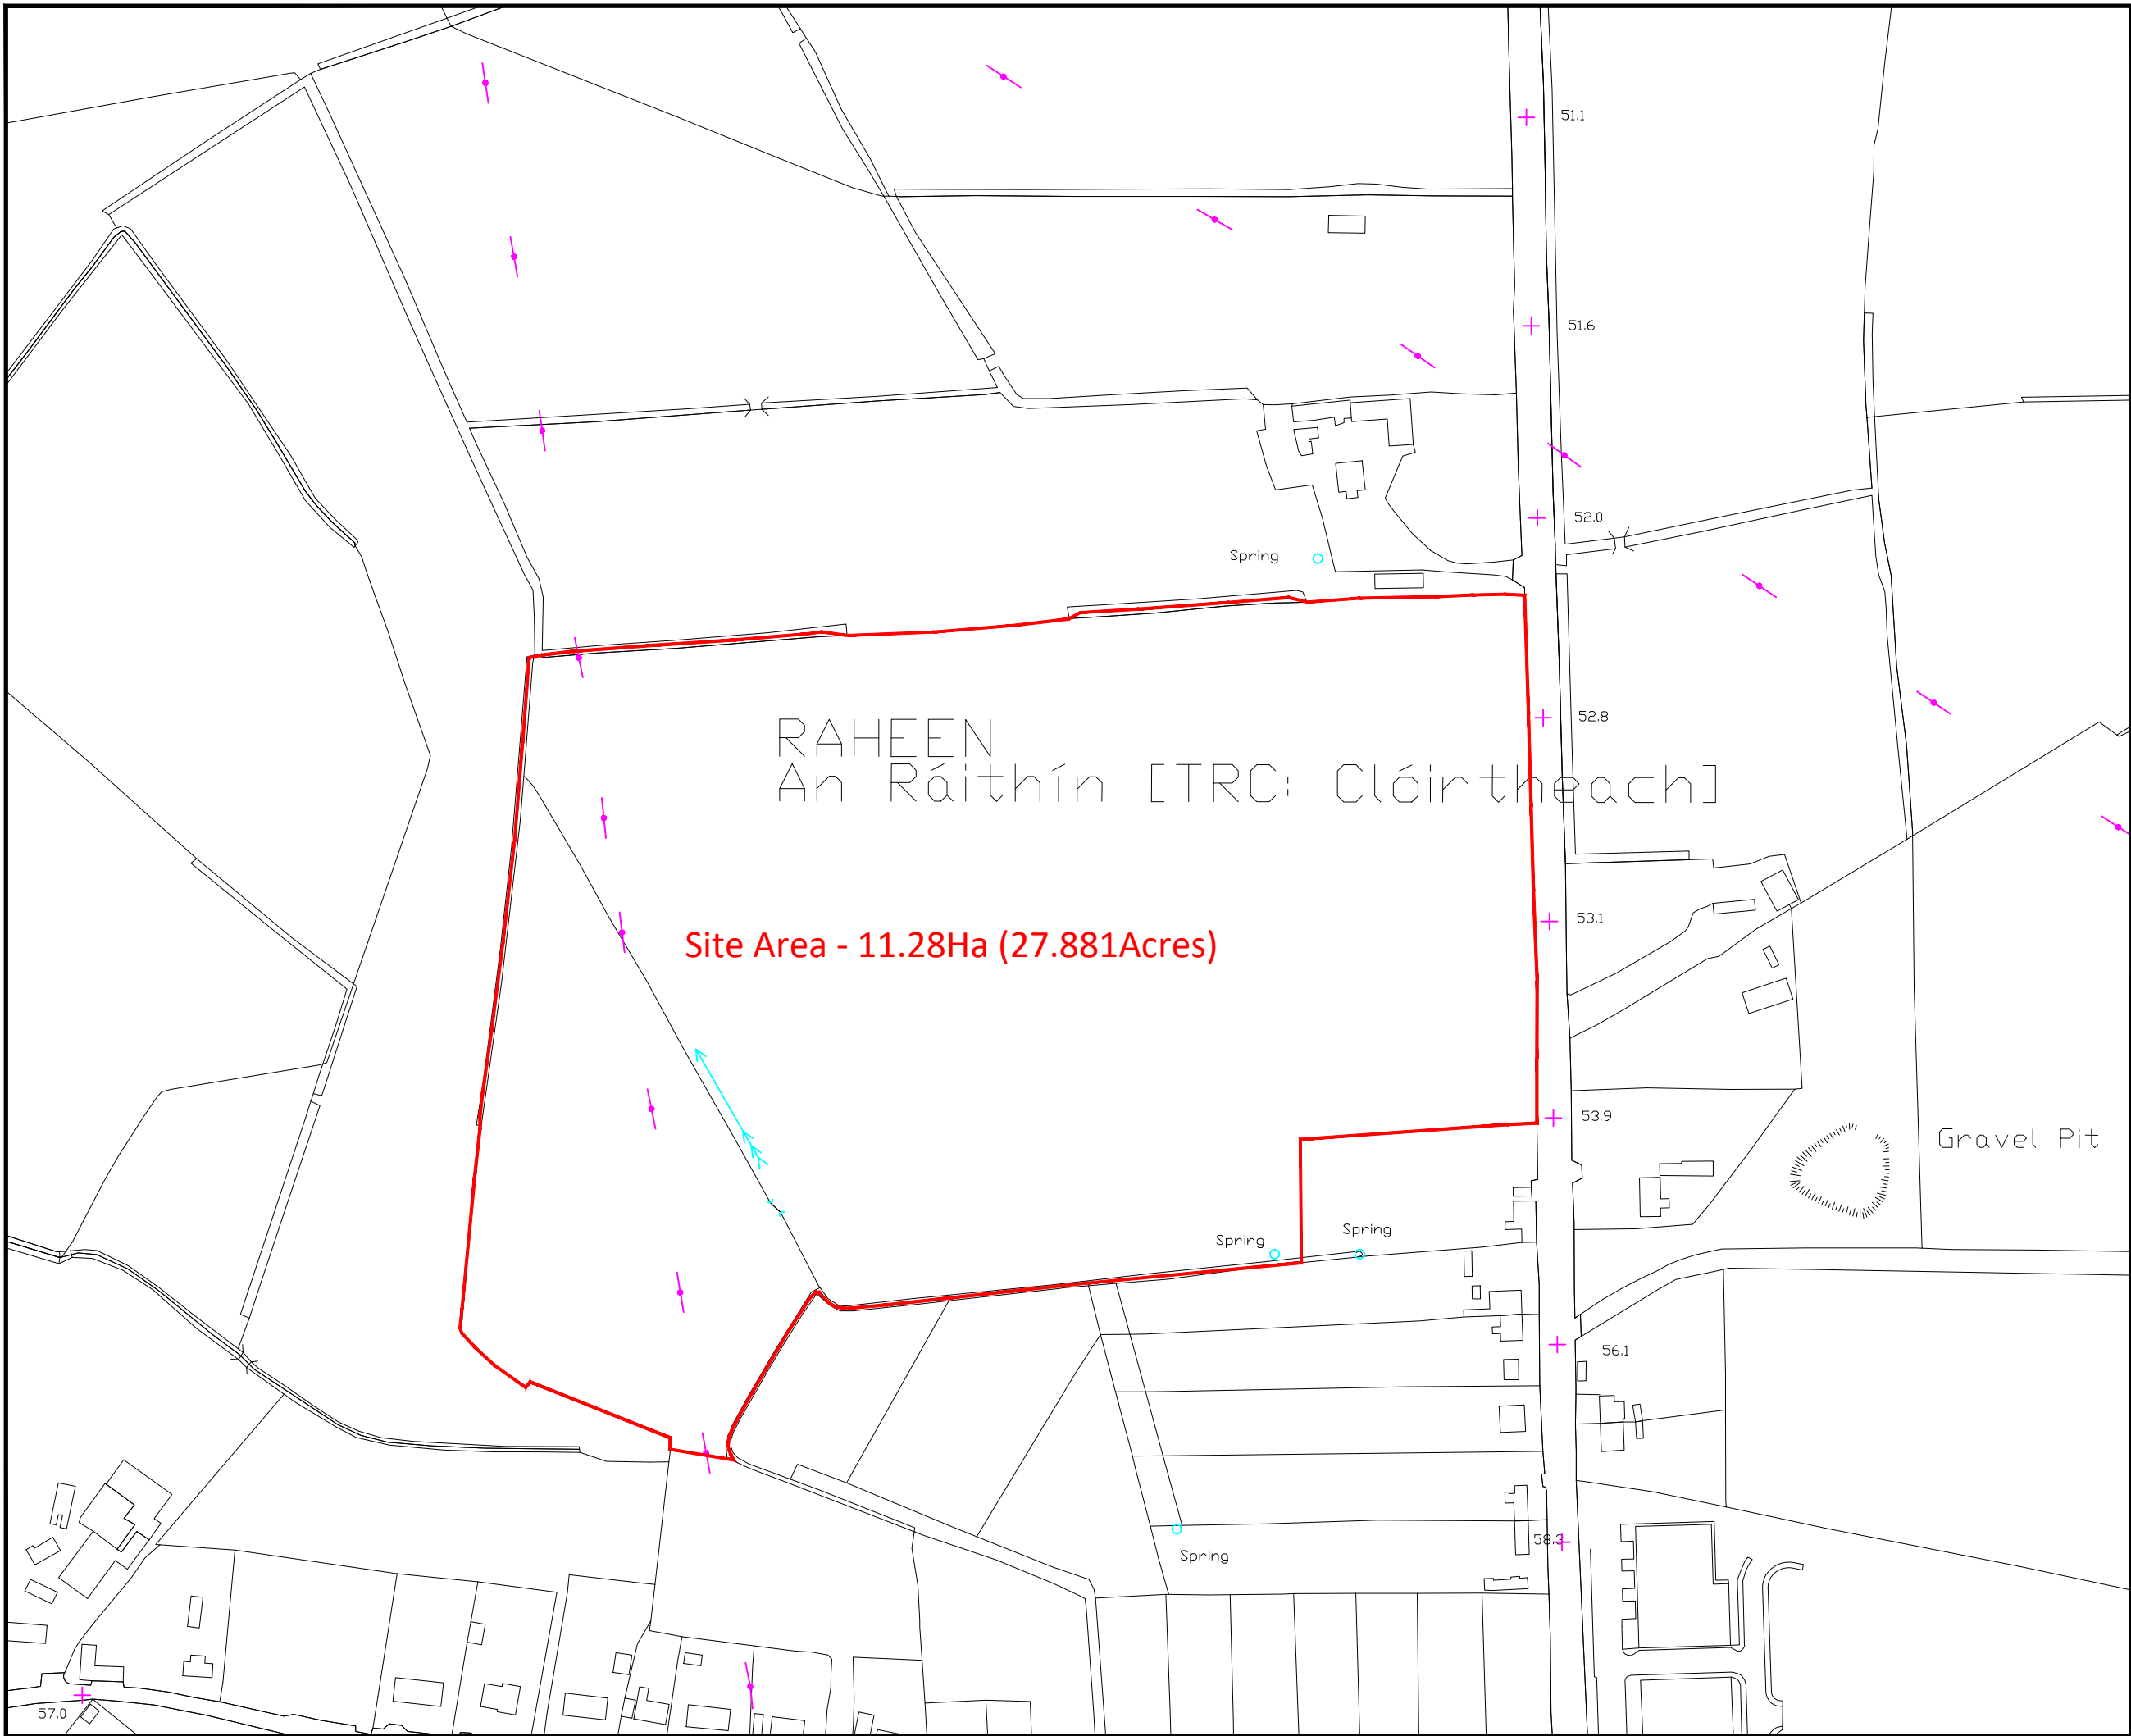 51.1
51.6
52.0
Spring
52.8
RAHEEN
An Ráithín [TRC: Clóirtheach]
53.1
Site Area - 11.28Ha (27.881Acres)
53.9
Gravel Pit
Spring
Spring
56.1
58.3
Spring
57.0